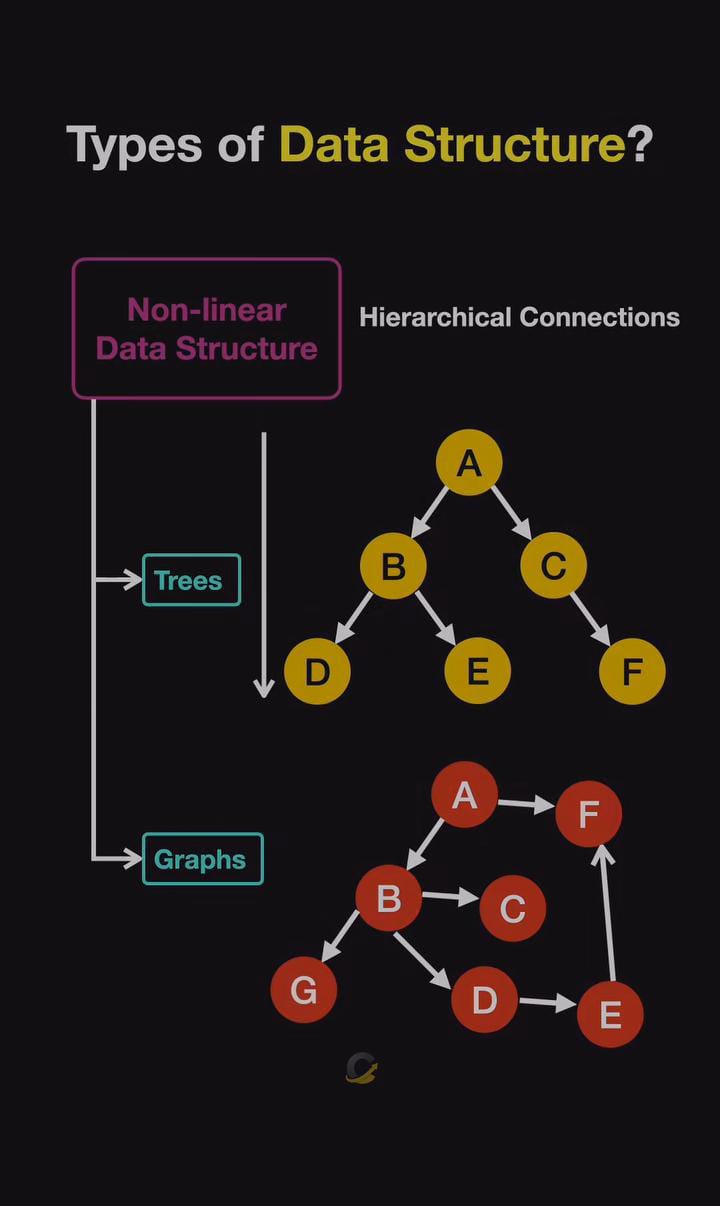 Types of Data Structure?
Non-linear
Data Structure
Hierarchical Connections
A
B
C
Trees
D
E
F
A
F
Graphs
B
C
G
D
E